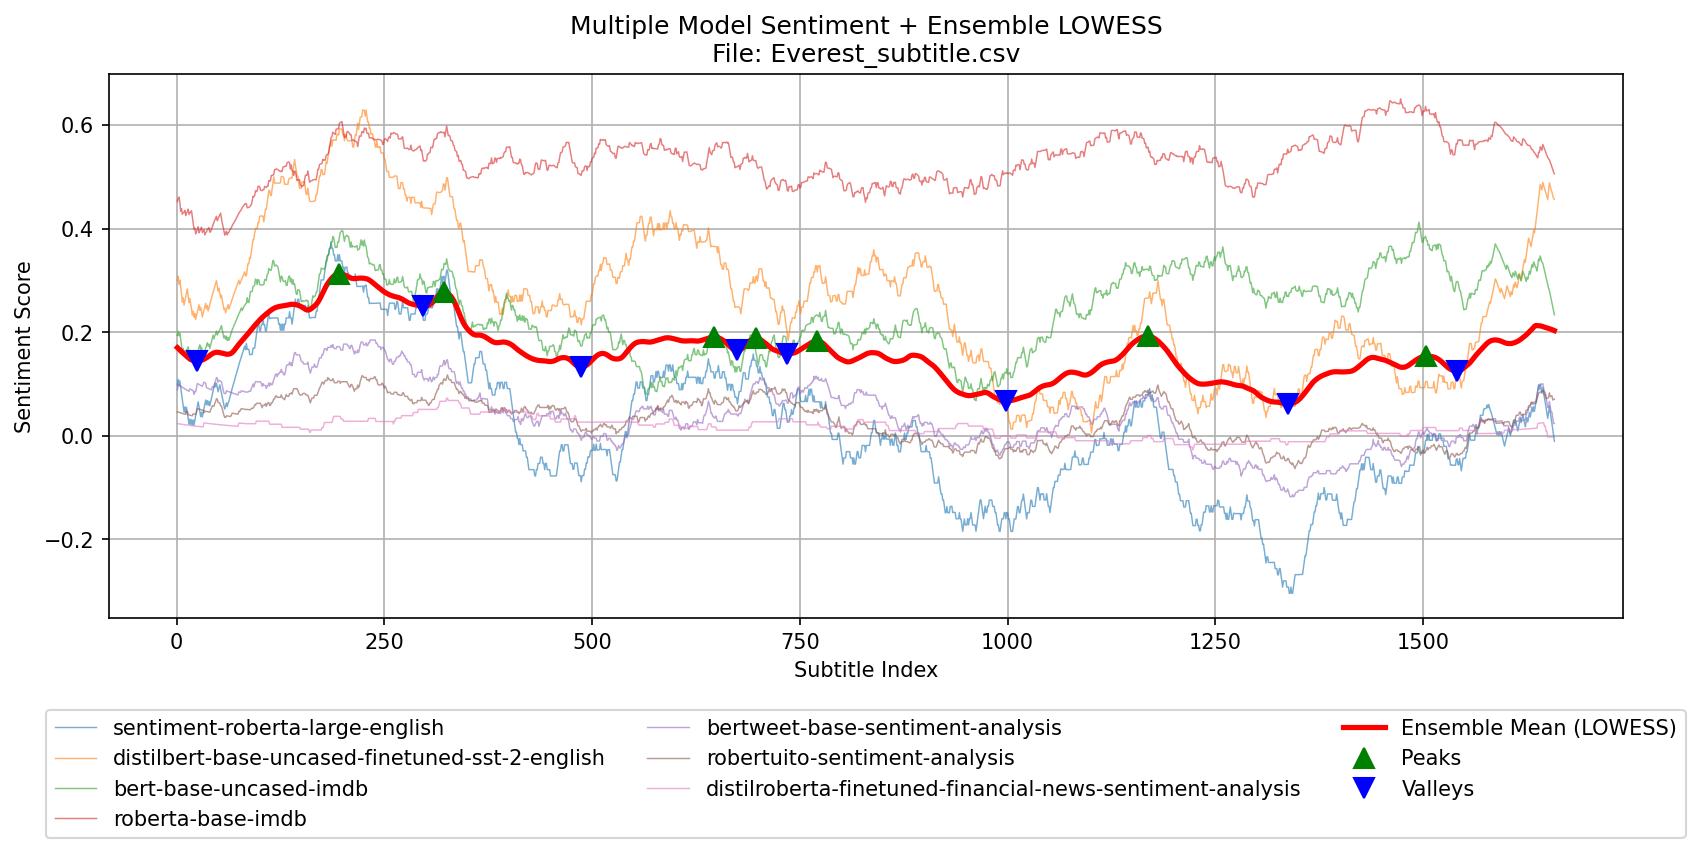 Multiple Model Sentiment + Ensemble LOWESS
File: Everest_subtitle.csv
Sentiment Score
0.6
0.4
0.2
0.0
−0.2
0 250 500 750 1000 1250 1500
Subtitle Index
sentiment-roberta-large-english
distilbert-base-uncased-finetuned-sst-2-english
bert-base-uncased-imdb
roberta-base-imdb
bertweet-base-sentiment-analysis
robertuito-sentiment-analysis
distilroberta-finetuned-financial-news-sentiment-analysis
Ensemble Mean (LOWESS)
Peaks
Valleys